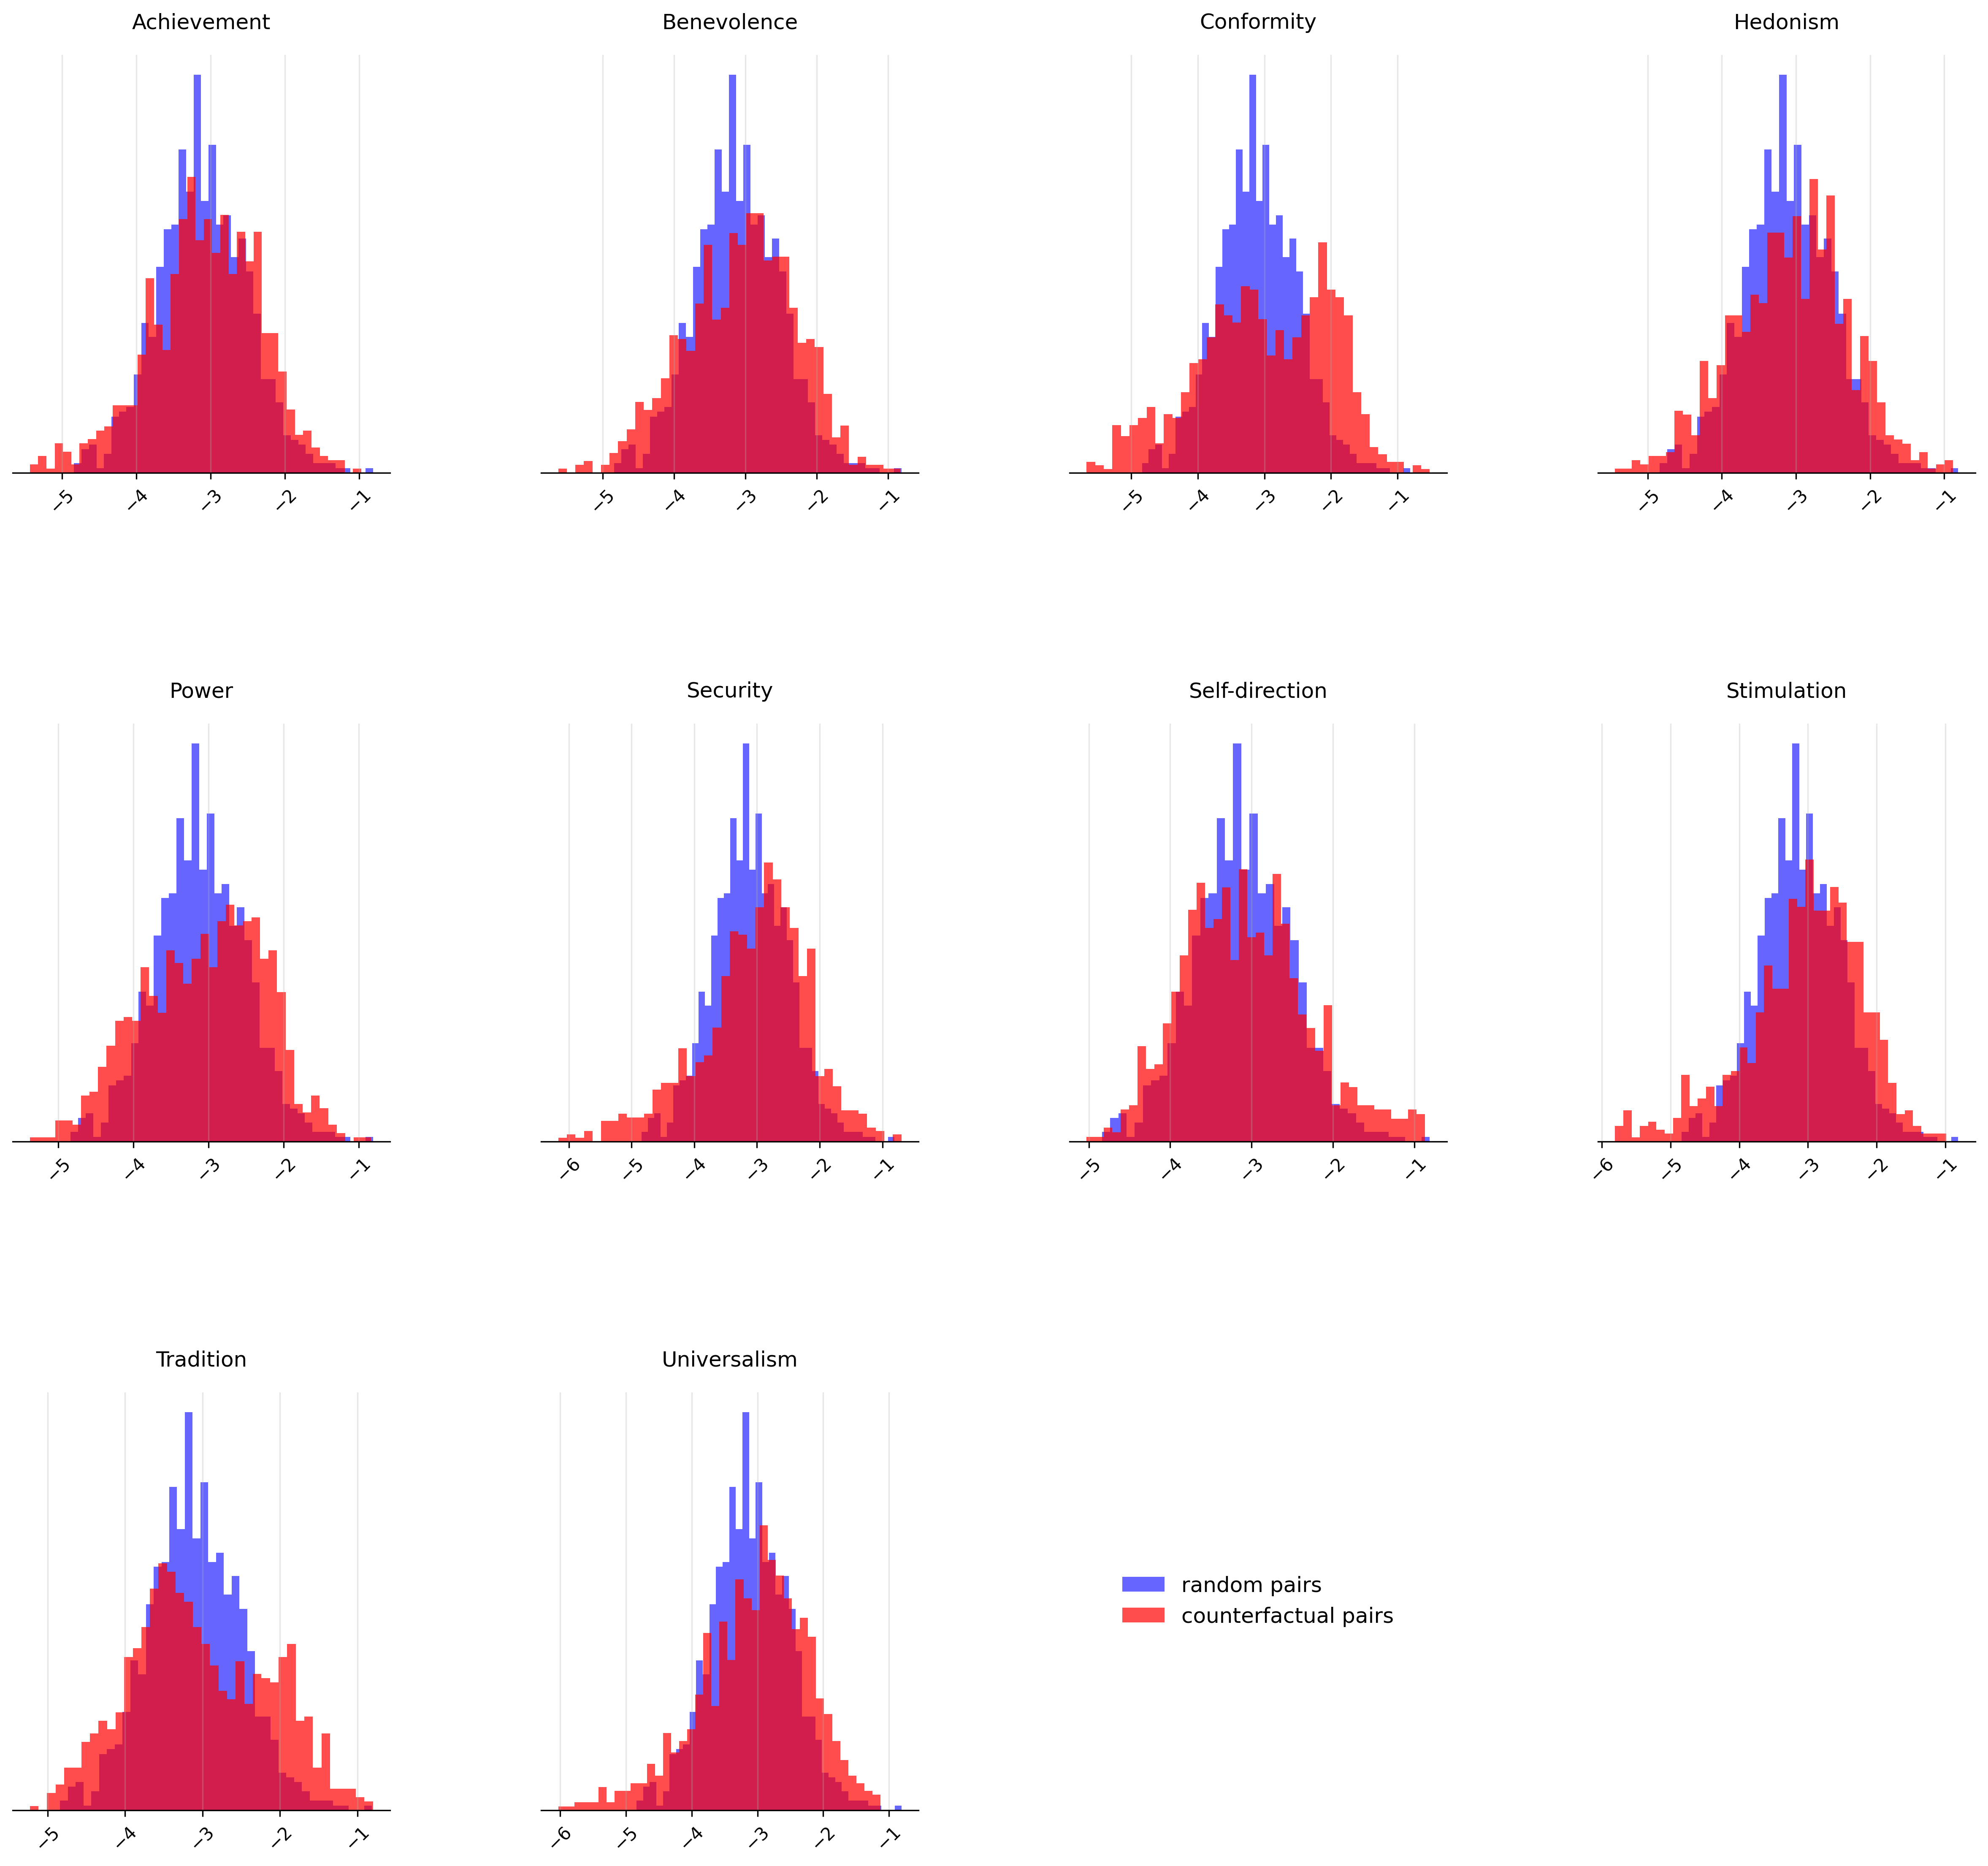 Achievement Benevolence Conformity Hedonism
−5 −4 −3 −2 −1 −5 −4 −3 −2 −1 −5 −4 −3 −2 −1 −5 −4 −3 −2 −1
Power Security Self-direction Stimulation
−5 −4 −3 −2 −1 −6 −5 −4 −3 −2 −1 −5 −4 −3 −2 −1 −6 −5 −4 −3 −2 −1
Tradition Universalism
random pairs
counterfactual pairs
−5 −4 −3 −2 −1 −6 −5 −4 −3 −2 −1